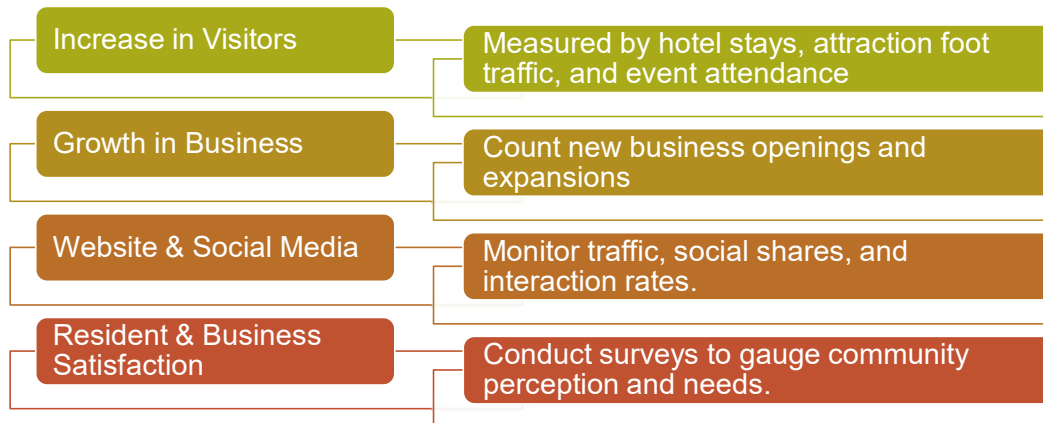 Increase in Visitors
Measured by hotel stays, attraction foot
traffic, and event attendance
Growth in Business
Count new business openings and
expansions
Website & Social Media
Monitor traffic, social shares, and
interaction rates.
Resident & Business
Satisfaction
Conduct surveys to gauge community
perception and needs.